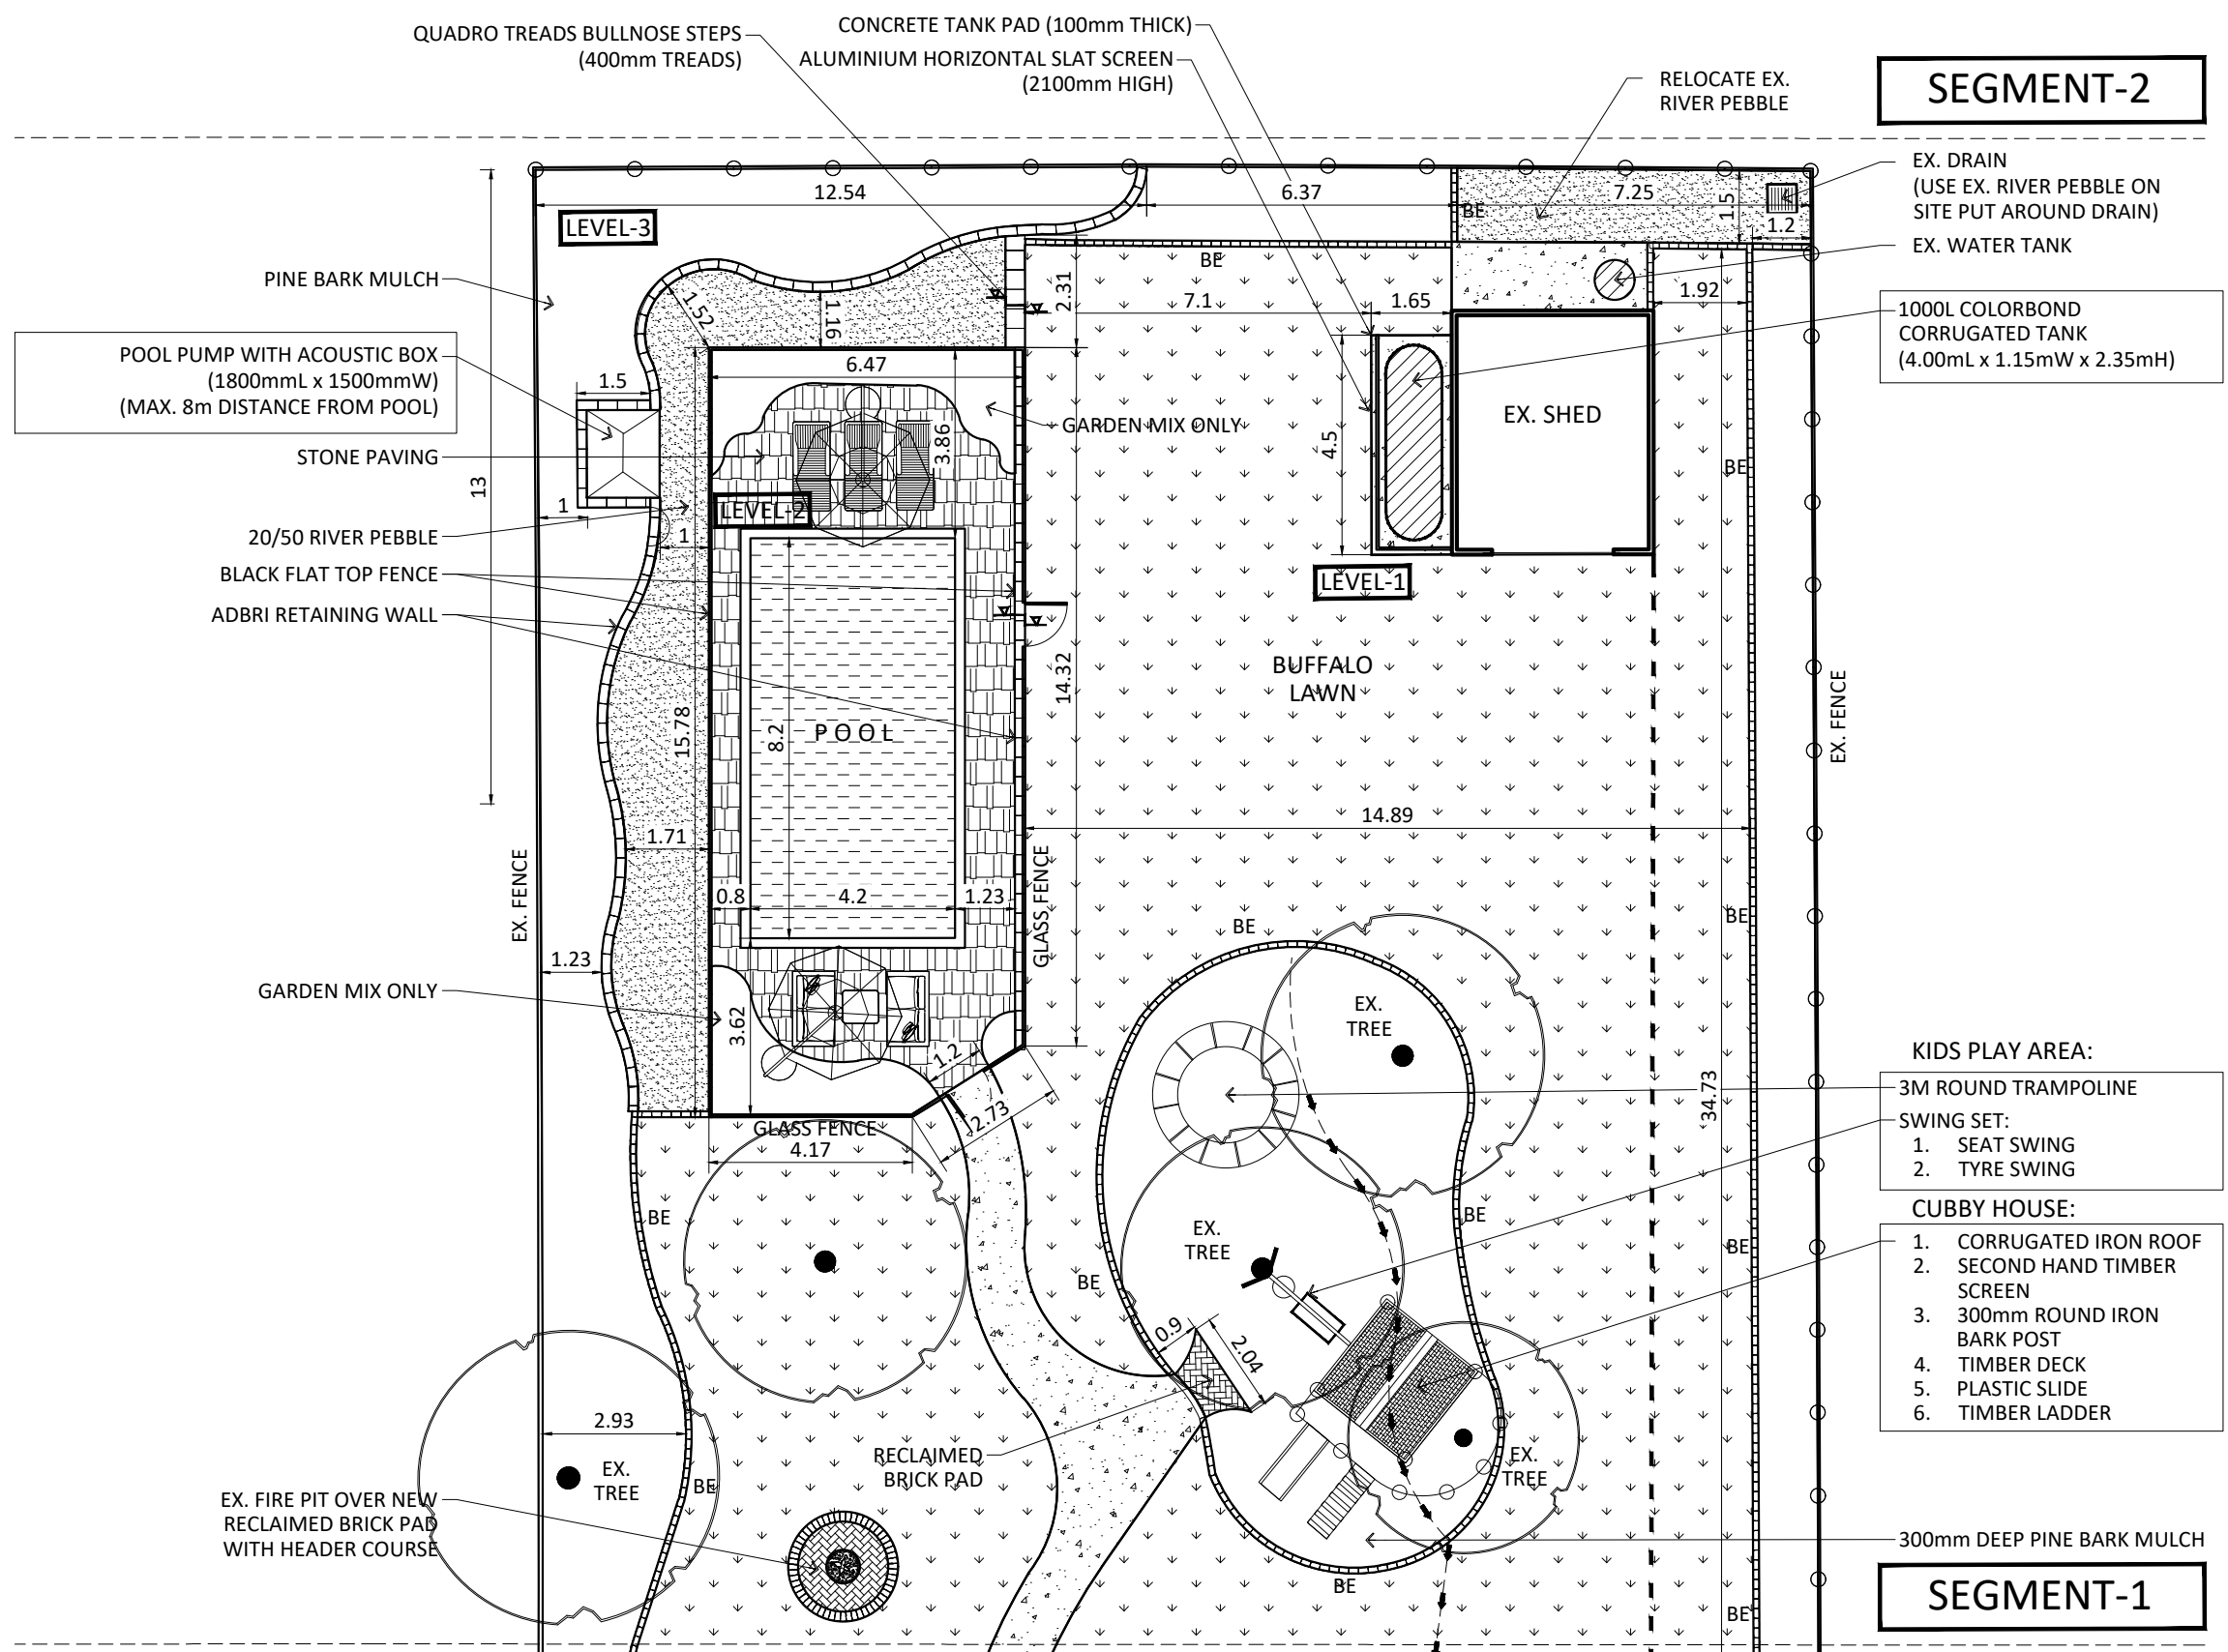 QUADRO TREADS BULLNOSE STEPS
(400mm TREADS)
CONCRETE TANK PAD (100mm THICK)
ALUMINIUM HORIZONTAL SLAT SCREEN
(2100mm HIGH)
RELOCATE EX.
RIVER PEBBLE
SEGMENT-2
EX. DRAIN
(USE EX. RIVER PEBBLE ON
SITE PUT AROUND DRAIN)
EX. WATER TANK
1000L COLORBOND
CORRUGATED TANK
(4.00mL x 1.15mW x 2.35mH)
12.54
6.37
7.25
1.5
1.2
BE
LEVEL-3
PINE BARK MULCH
POOL PUMP WITH ACOUSTIC BOX
(1800mmL x 1500mmW)
(MAX. 8m DISTANCE FROM POOL)
STONE PAVING
20/50 RIVER PEBBLE
BLACK FLAT TOP FENCE
ADBRI RETAINING WALL
13
1.52
1.16
2.31
BE
7.1
1.65
1.92
6.47
1.5
3.86
GARDEN MIX ONLY
4.5
EX. SHED
BE
LEVEL-2
1
1
LEVEL-1
BUFFALO
LAWN
14.32
15.78
8.2
POOL
EX. FENCE
14.89
1.71
0.8
4.2
1.23
GLASS FENCE
EX. FENCE
1.23
BE
BE
GARDEN MIX ONLY
3.62
1.2
2.73
EX.
TREE
34.73
GLASS FENCE
4.17
KIDS PLAY AREA:
3M ROUND TRAMPOLINE
SWING SET:
1. SEAT SWING
2. TYRE SWING
CUBBY HOUSE:
1. CORRUGATED IRON ROOF
2. SECOND HAND TIMBER
SCREEN
3. 300mm ROUND IRON
BARK POST
4. TIMBER DECK
5. PLASTIC SLIDE
6. TIMBER LADDER
BE
EX.
TREE
BE
BE
BE
0.9
2.04
2.93
EX.
TREE
BE
RECLAIMED
BRICK PAD
EX.
TREE
EX. FIRE PIT OVER NEW
RECLAIMED BRICK PAD
WITH HEADER COURSE
300mm DEEP PINE BARK MULCH
BE
BE
SEGMENT-1